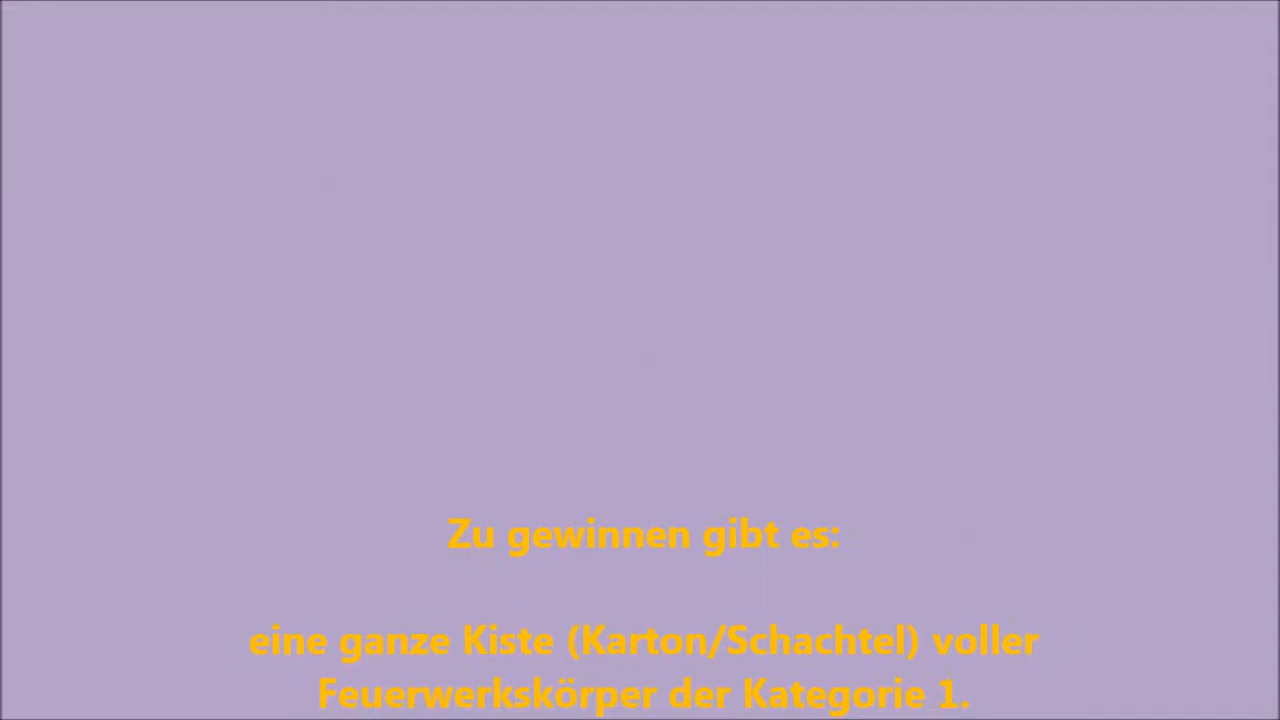 Zu gewinnen gibt es:
eine ganze Kiste (Karton/Schachtel) voller
Feuerwerkskörper der Kategorie 1.